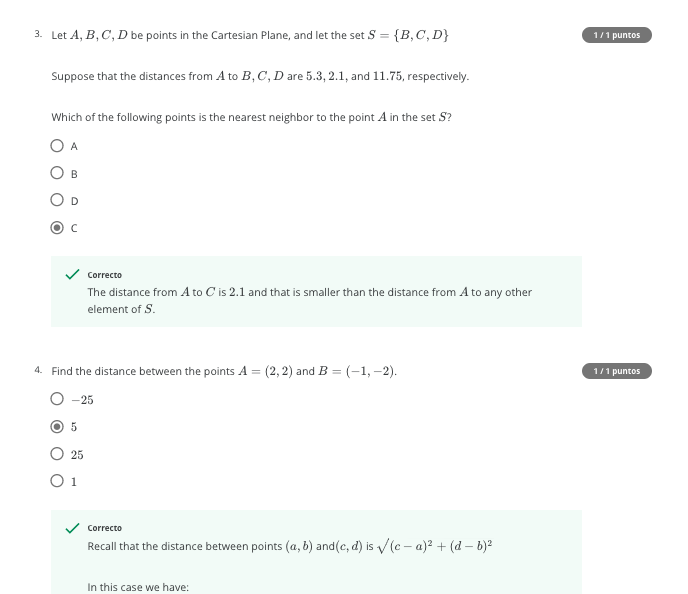 3. Let A, B, C, D be points in the Cartesian Plane, and let the set S = {B, C, D}
1 / 1 puntos
Suppose that the distances from A to B, C, D are 5.3, 2.1, and 11.75, respectively.
Which of the following points is the nearest neighbor to the point A in the set S?
A
B
D
C
Correcto
The distance from A to C is 2.1 and that is smaller than the distance from A to any other
element of S.
4. Find the distance between the points A = (2, 2) and B = (−1, −2).
1 / 1 puntos
−25
5
25
1
Correcto
Recall that the distance between points (a, b) and(c, d) is √(c − a)² + (d − b)²
In this case we have: